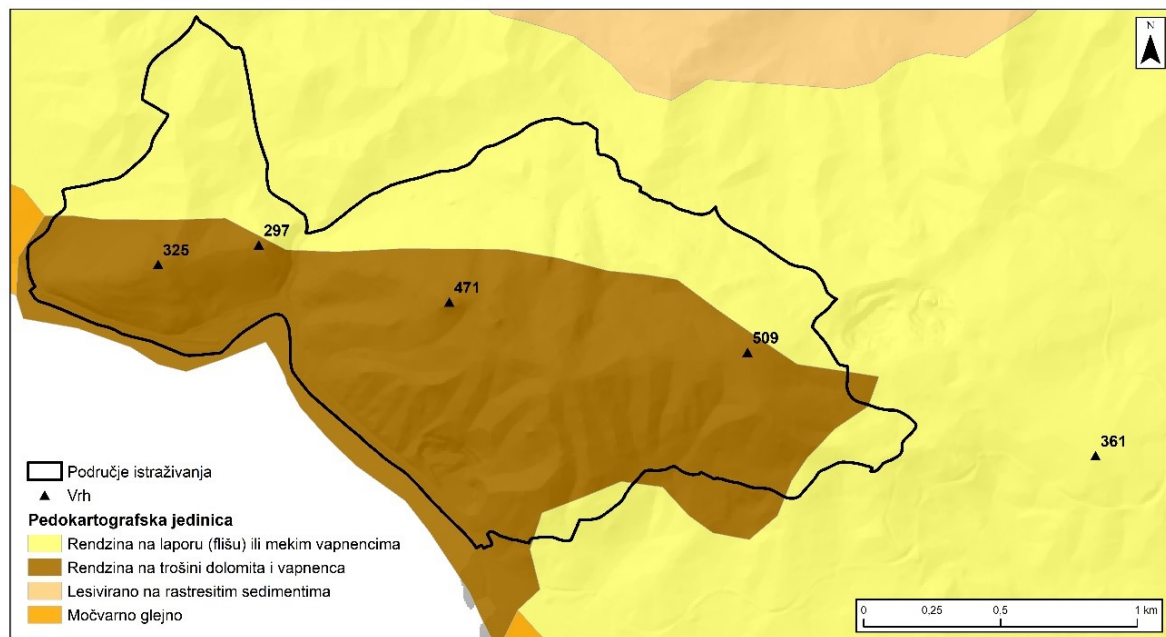 N
297
325
471
509
361
Područje istraživanja
Vrh
Pedokartografska jedinica
Rendzina na laporu (flišu) ili mekim vapnencima
Rendzina na trošini dolomita i vapnenca
Lesivirano na rastresitim sedimentima
Močvarno glejno
0 0,25 0,5 1 km